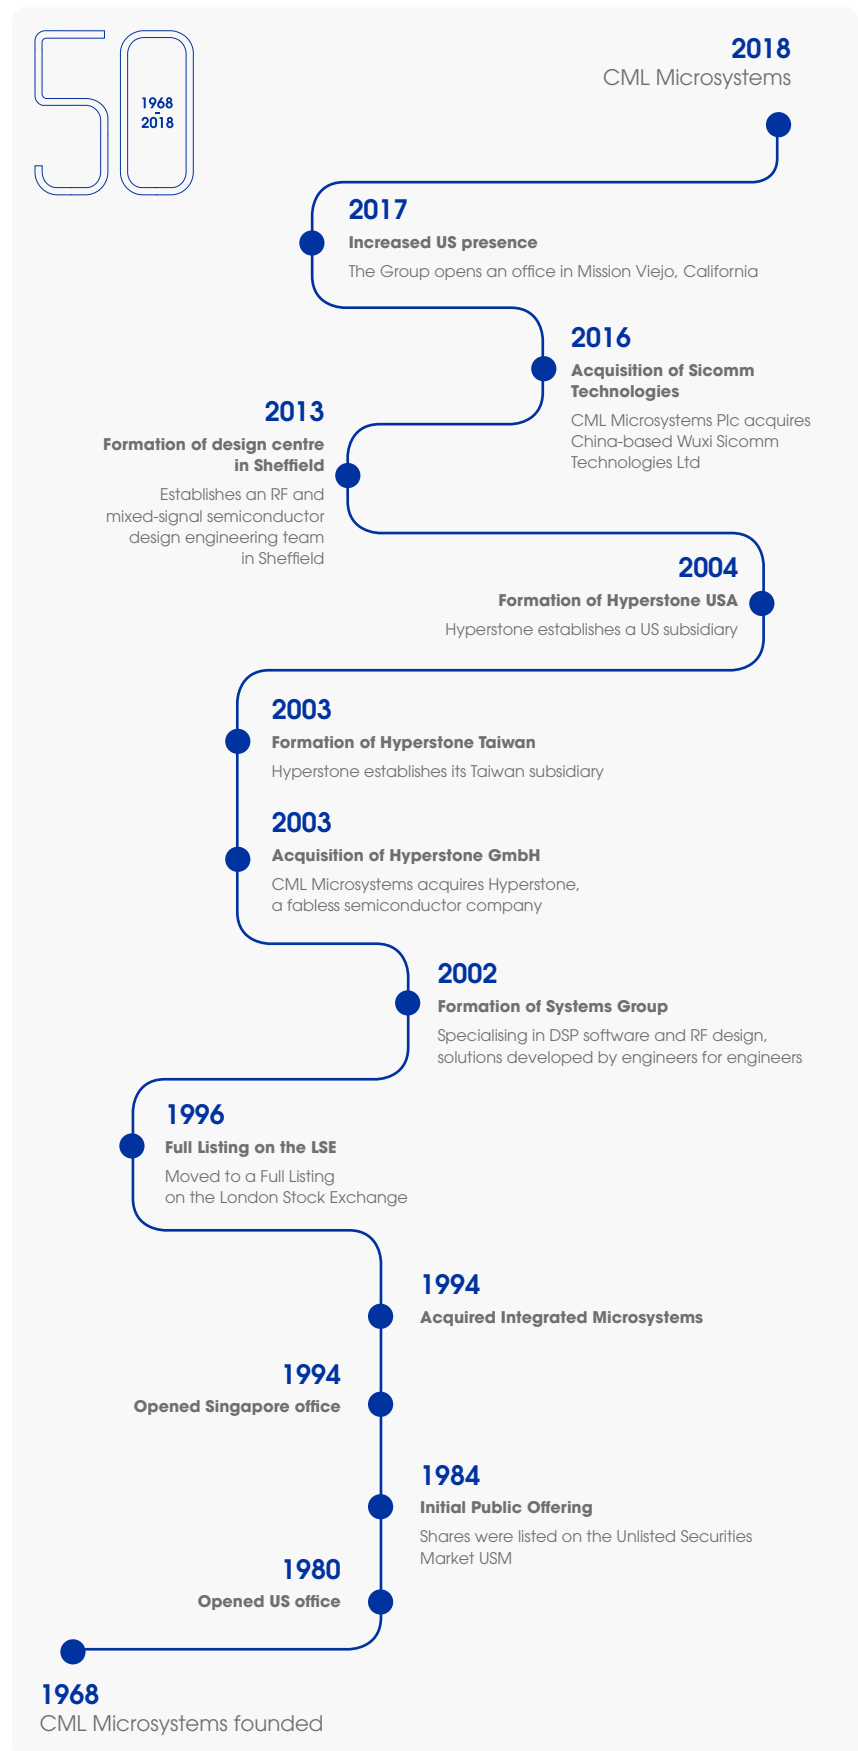 50
1968
-
2018
2018
CML Microsystems
2017
Increased US presence
The Group opens an office in Mission Viejo, California
2016
Acquisition of Sicomm
Technologies
CML Microsystems Plc acquires
China-based Wuxi Sicomm
Technologies Ltd
2013
Formation of design centre
in Sheffield
Establishes an RF and
mixed-signal semiconductor
design engineering team
in Sheffield
2004
Formation of Hyperstone USA
Hyperstone establishes a US subsidiary
2003
Formation of Hyperstone Taiwan
Hyperstone establishes its Taiwan subsidiary
2003
Acquisition of Hyperstone GmbH
CML Microsystems acquires Hyperstone,
a fabless semiconductor company
2002
Formation of Systems Group
Specialising in DSP software and RF design,
solutions developed by engineers for engineers
1996
Full Listing on the LSE
Moved to a Full Listing
on the London Stock Exchange
1994
Acquired Integrated Microsystems
1994
Opened Singapore office
1984
Initial Public Offering
Shares were listed on the Unlisted Securities
Market USM
1980
Opened US office
1968
CML Microsystems founded